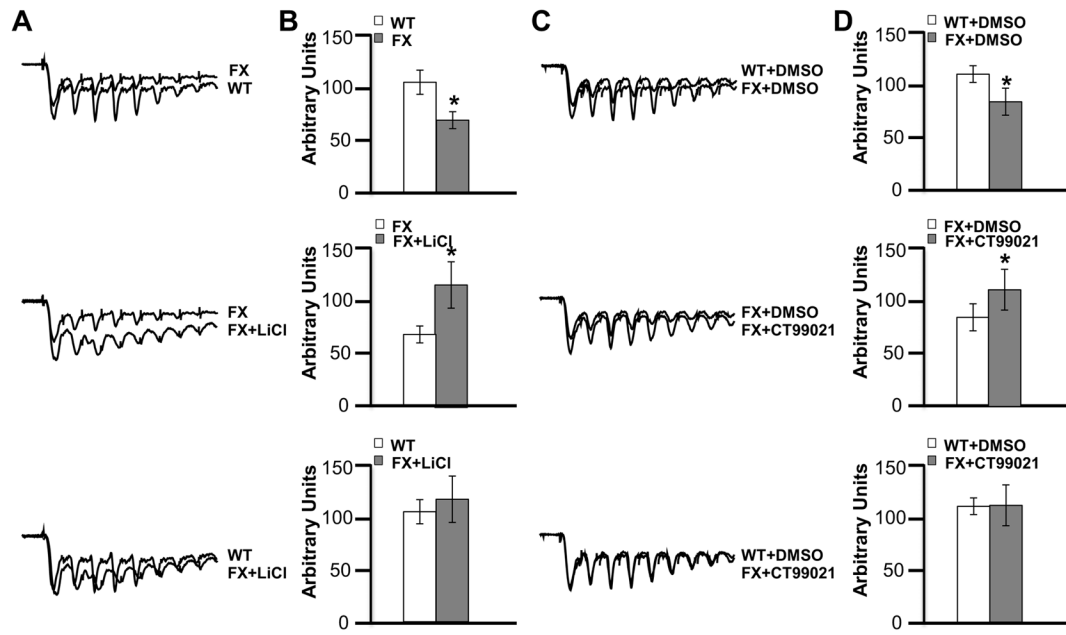 A
FX
WT
FX
FX+LiCl
WT
FX+LiCl
B
WT
FX
Arbitrary Units
150
100
50
0
*
FX
FX+LiCl
Arbitrary Units
150
100
50
0
*
WT
FX+LiCl
Arbitrary Units
150
100
50
0
C
WT+DMSO
FX+DMSO
FX+DMSO
FX+CT99021
WT+DMSO
FX+CT99021
D
WT+DMSO
FX+DMSO
Arbitrary Units
150
100
50
0
*
FX+DMSO
FX+CT99021
Arbitrary Units
150
100
50
0
*
WT+DMSO
FX+CT99021
Arbitrary Units
150
100
50
0